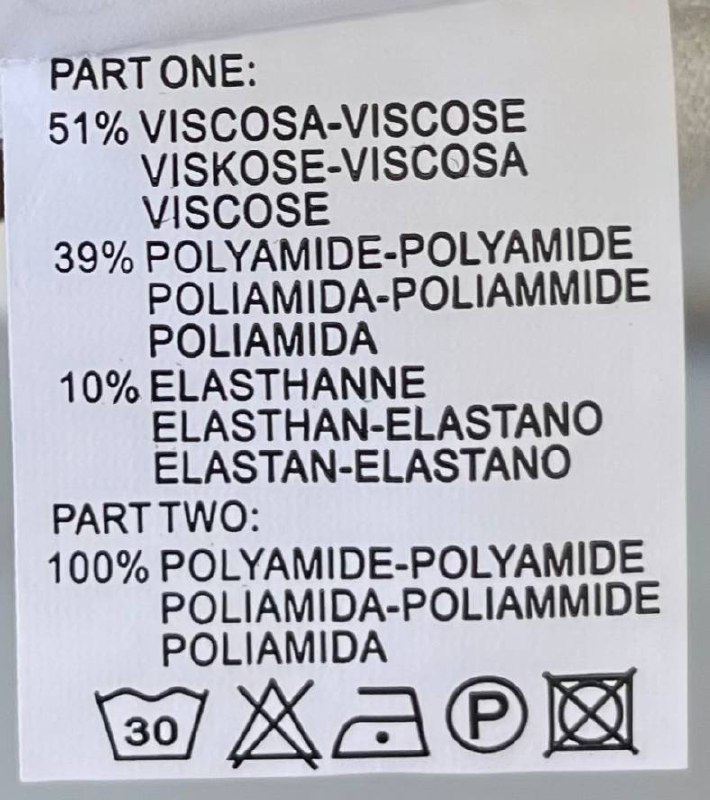 PART ONE:
51% VISCOSA-VISCOSE
VISKOSE-VISCOSA
VISCOSE
39% POLYAMIDE-POLYAMIDE
POLIAMIDA-POLIAMMIDE
POLIAMIDA
10% ELASTHANNE
ELASTHAN-ELASTANO
ELASTAN-ELASTANO
PART TWO:
100% POLYAMIDE-POLYAMIDE
POLIAMIDA-POLIAMMIDE
POLIAMIDA
30 P